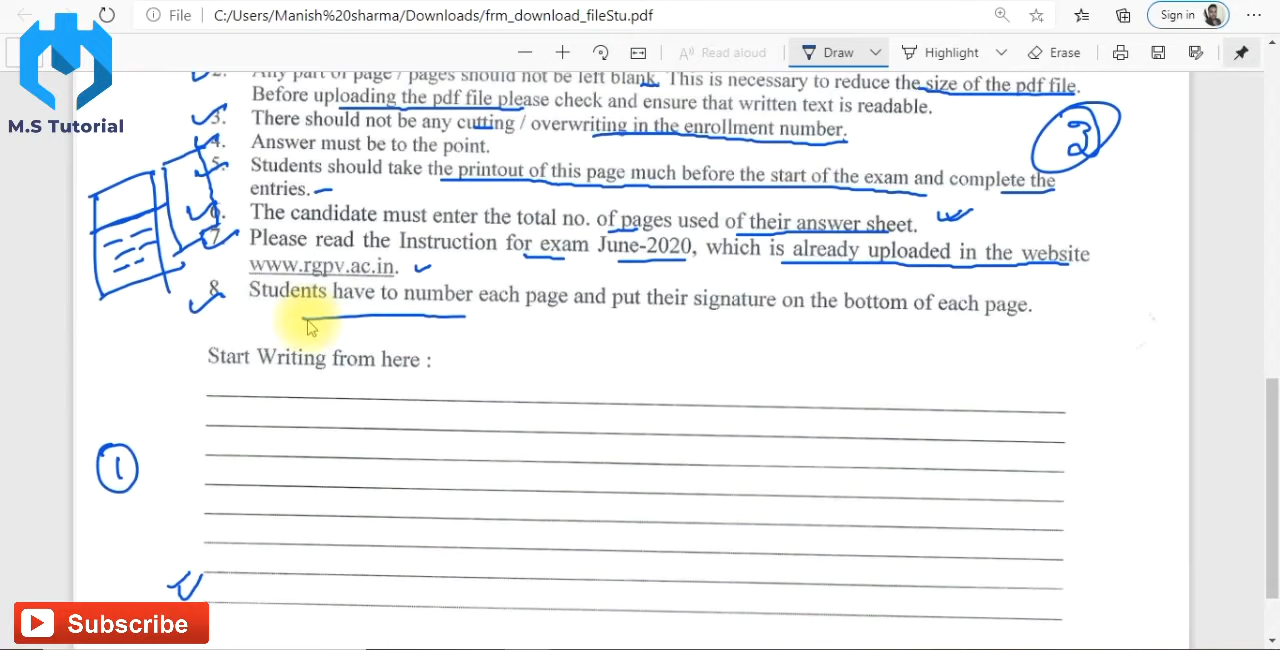 File
C:/Users/Manish%20sharma/Downloads/frm_download_fileStu.pdf
Sign in
Read aloud
Draw
Highlight
Erase
M.S Tutorial
2. Any part of page / pages should not be left blank. This is necessary to reduce the size of the pdf file.
Before uploading the pdf file please check and ensure that written text is readable.
3. There should not be any cutting / overwriting in the enrollment number.
4. Answer must be to the point.
5. Students should take the printout of this page much before the start of the exam and complete the
entries.
6. The candidate must enter the total no. of pages used of their answer sheet.
7. Please read the Instruction for exam June-2020, which is already uploaded in the website
www.rgpv.ac.in.
8. Students have to number each page and put their signature on the bottom of each page.
Start Writing from here :
1
Subscribe